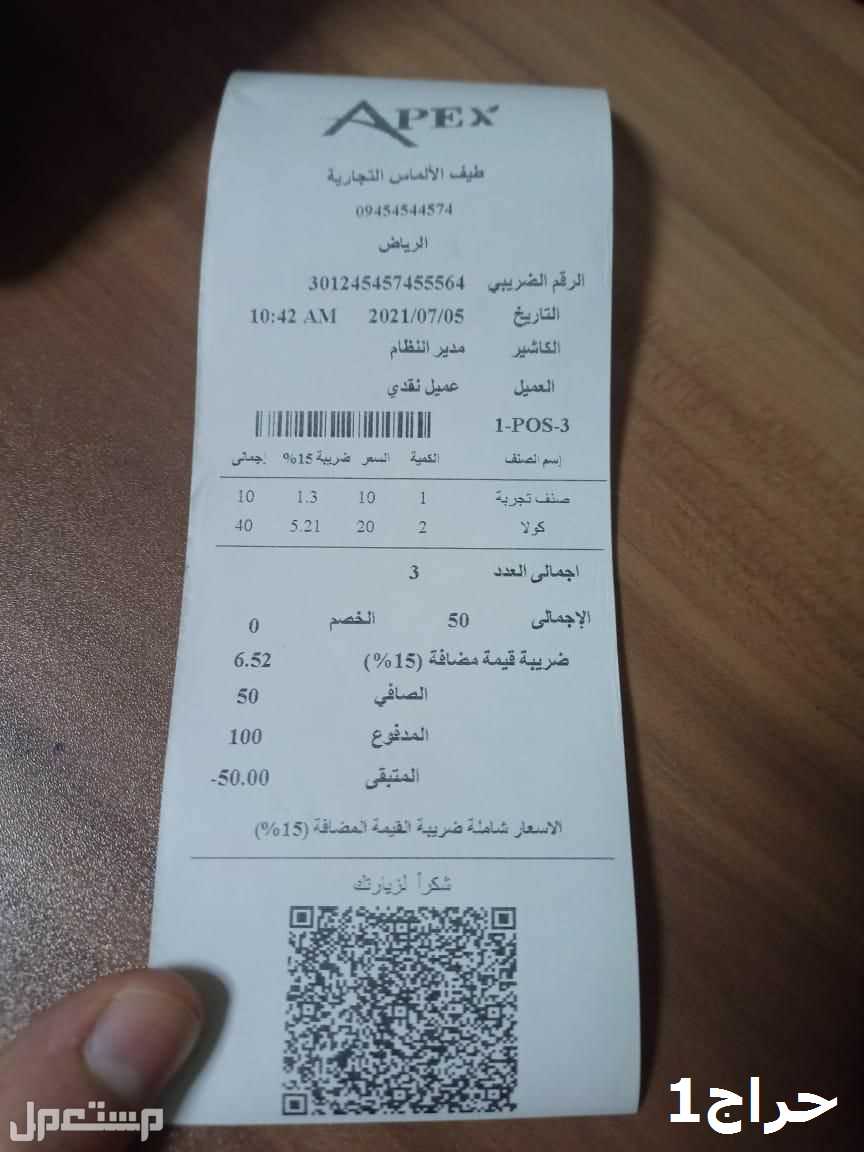 APEX
طيف الألماس التجارية
09454544574
الرياض
الرقم الضريبي 301245457455564
التاريخ 2021/07/05 10:42 AM
الكاشير مدير النظام
العميل عميل نقدي
1-POS-3
إسم الصنف الكمية السعر ضريبة 15% إجمالى
صنف تجربة 1 10 1.3 10
كولا 2 20 5.21 40
اجمالى العدد 3
الإجمالى 50 الخصم 0
ضريبة قيمة مضافة (15%) 6.52
الصافي 50
المدفوع 100
المتبقى -50.00
الاسعار شاملة ضريبة القيمة المضافة (15%)
شكراً لزيارتك
مستعمل
حراج1